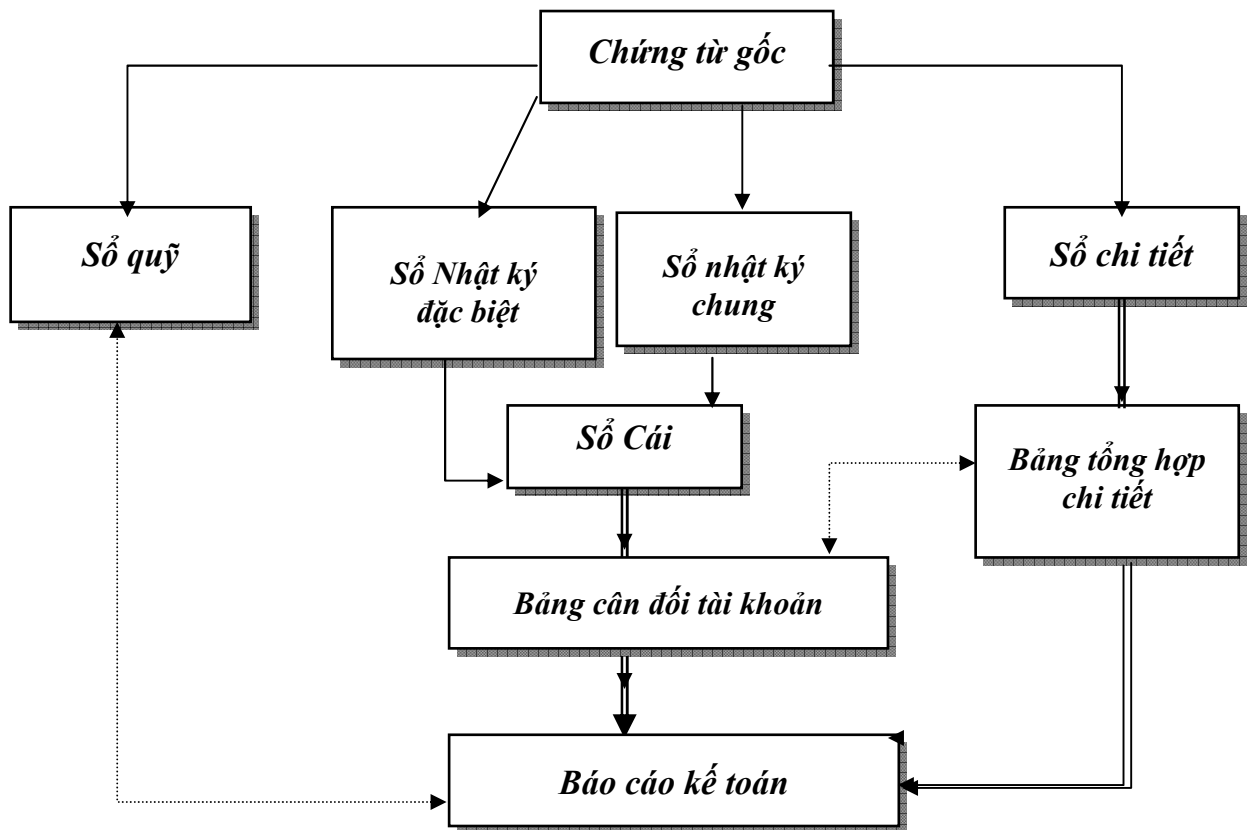 Chứng từ gốc
Sổ quỹ
Sổ Nhật ký
đặc biệt
Sổ nhật ký
chung
Sổ chi tiết
Sổ Cái
Bảng tổng hợp
chi tiết
Bảng cân đối tài khoản
Báo cáo kế toán